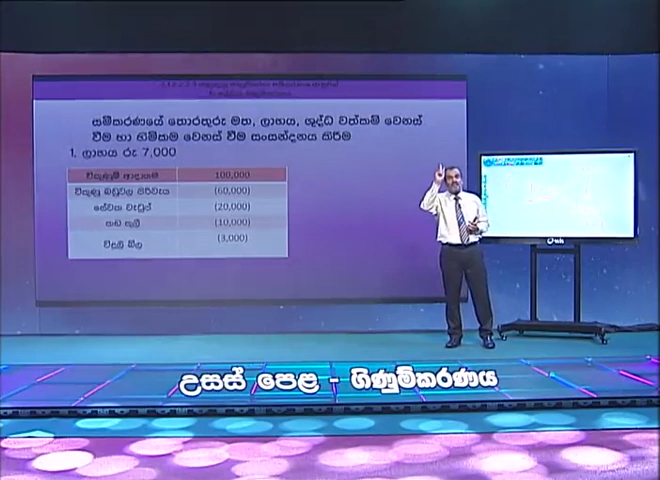 සමීකරණයේ තොරතුරු මත, ලාභය, ශුද්ධ වත්කම් වෙනස්
වීම හා හිමිකම වෙනස් වීම සංසන්දනය කිරීම
1. ලාභය රු 7,000
විකුණුම් ආදායම 100,000
විකුණු බඩුවල පිරිවැය (60,000)
සේවක වැටුප් (20,000)
කඩ කුලී (10,000)
විදුලි බිල (3,000)
උසස් පෙළ - ගිණුම්කරණය